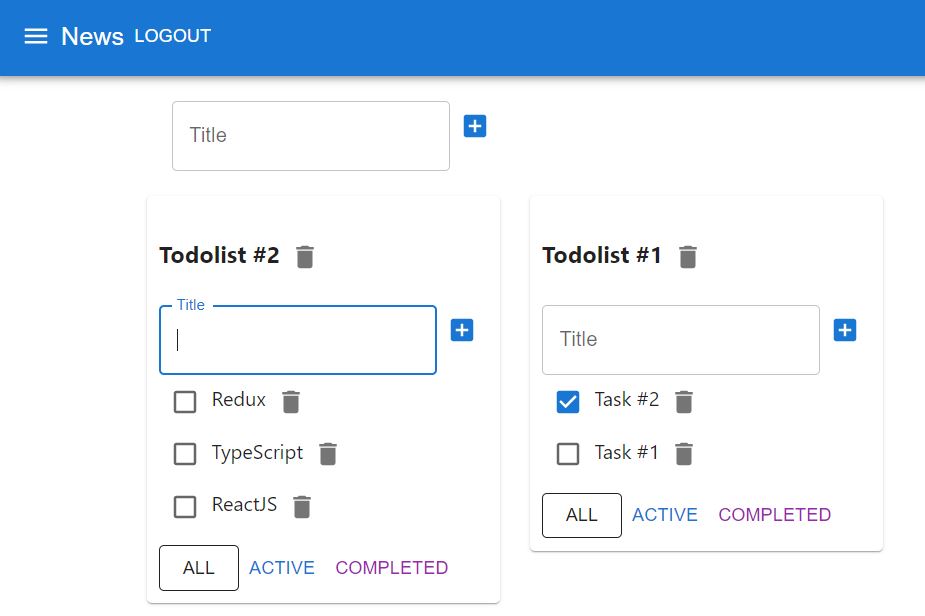 News LOGOUT
Title
Todolist #2
Title
Redux
TypeScript
ReactJS
ALL ACTIVE COMPLETED
Todolist #1
Title
Task #2
Task #1
ALL ACTIVE COMPLETED